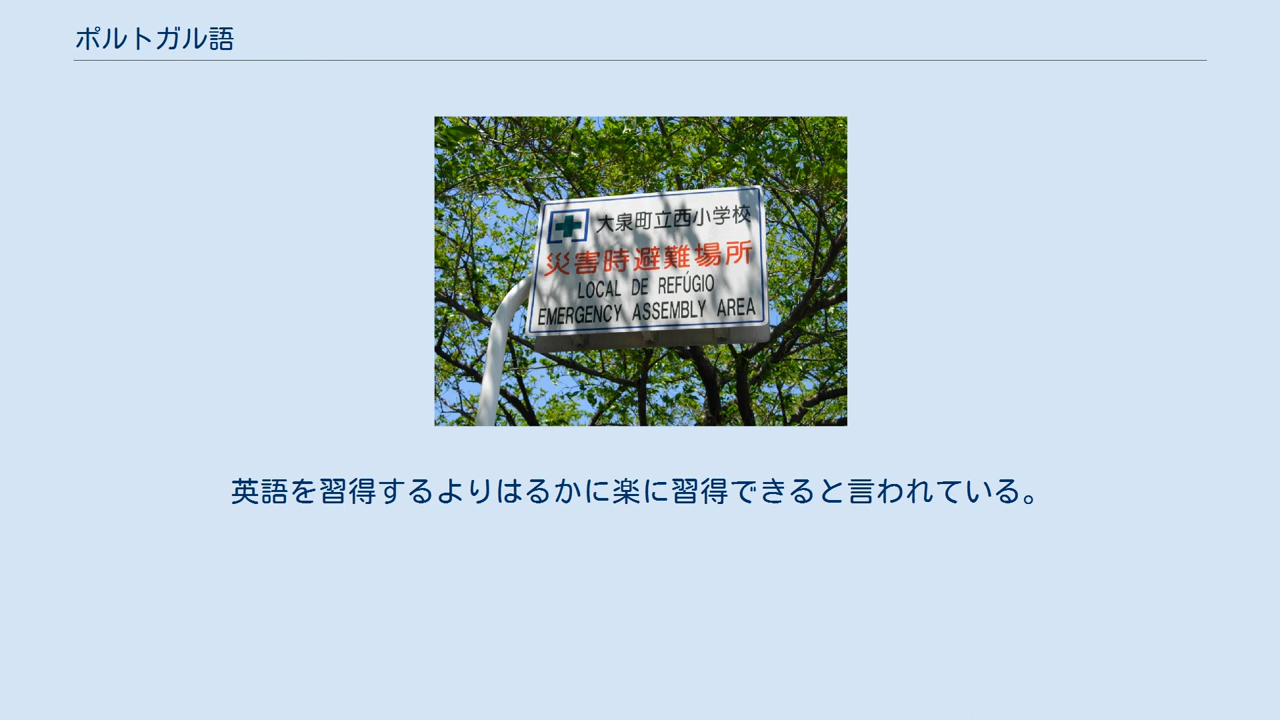 ポルトガル語
大泉町立西小学校
災害時避難場所
LOCAL DE REFÚGIO
EMERGENCY ASSEMBLY AREA
英語を習得するよりはるかに楽に習得できると言われている。